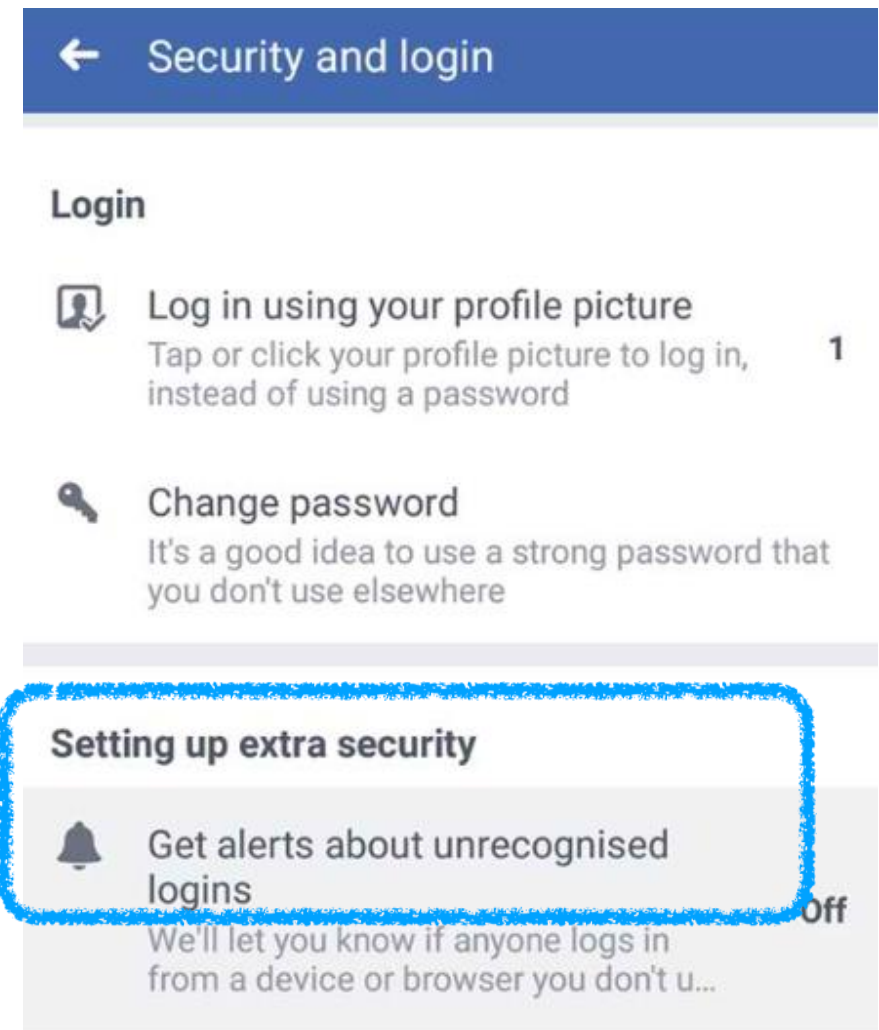 Security and login
Login
Log in using your profile picture
Tap or click your profile picture to log in,
instead of using a password
1
Change password
It's a good idea to use a strong password that
you don't use elsewhere
Setting up extra security
Get alerts about unrecognised
logins
Off
We'll let you know if anyone logs in
from a device or browser you don't u...